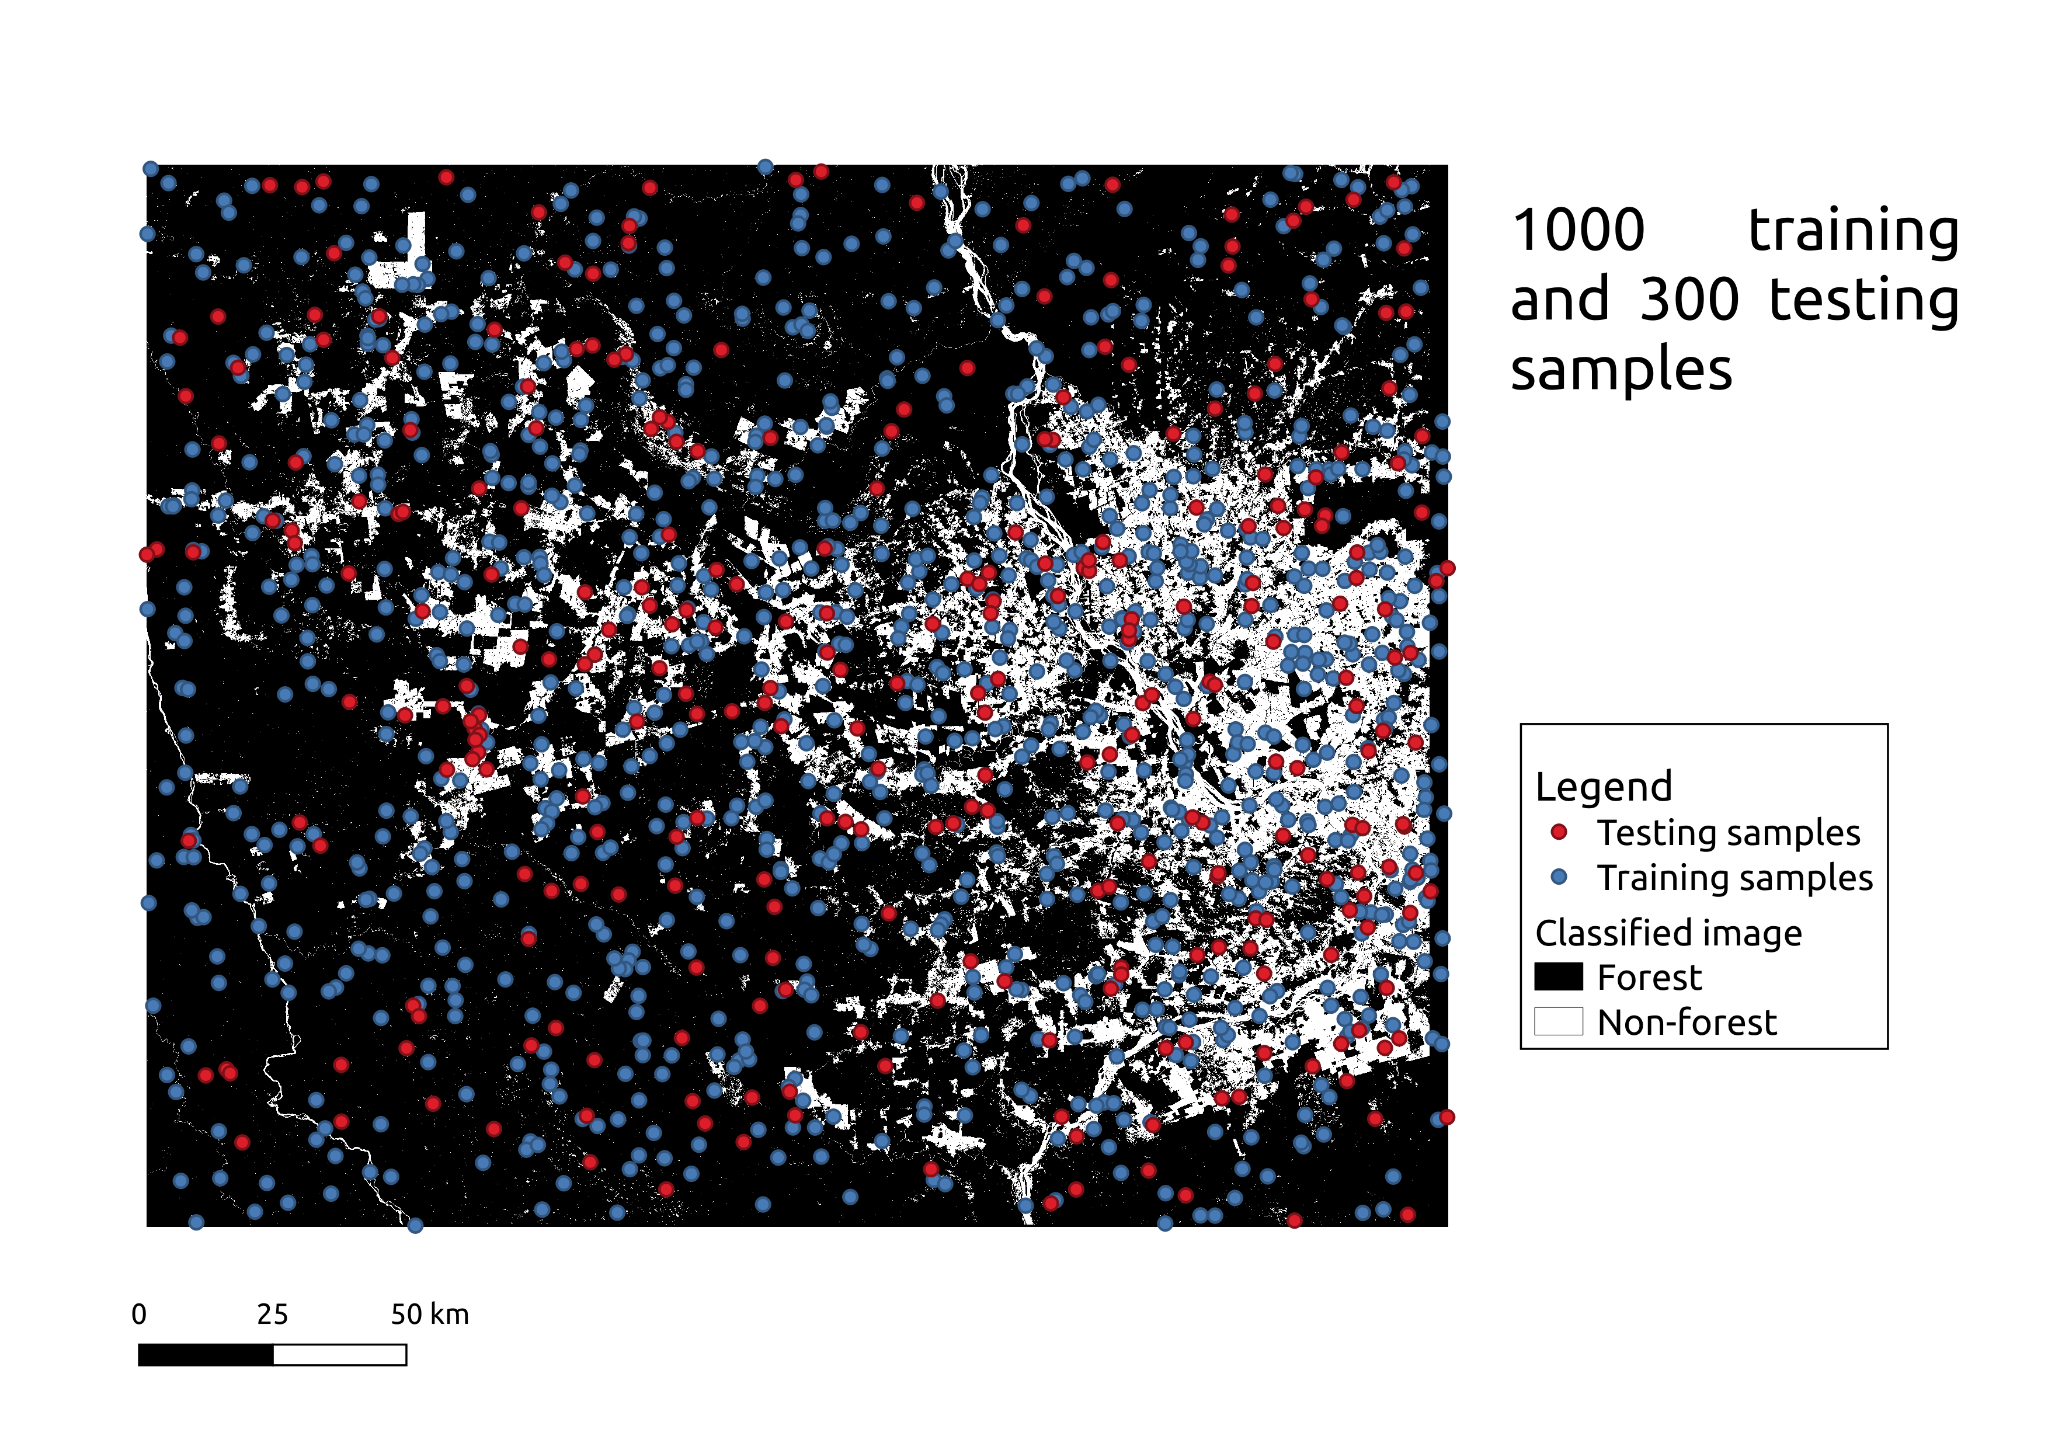 1000 training
and 300 testing
samples
Legend
Testing samples
Training samples
Classified image
Forest
Non-forest
0 25 50 km